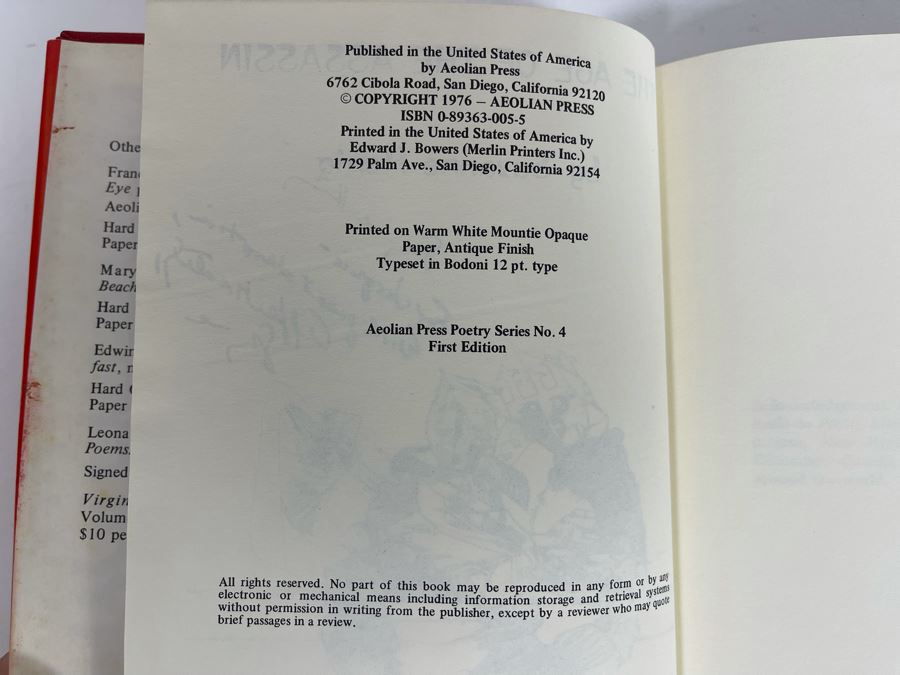 Published in the United States of America
by Aeolian Press
6762 Cibola Road, San Diego, California 92120
© COPYRIGHT 1976 — AEOLIAN PRESS
ISBN 0-89363-005-5
Printed in the United States of America by
Edward J. Bowers (Merlin Printers Inc.)
1729 Palm Ave., San Diego, California 92154
Printed on Warm White Mountie Opaque
Paper, Antique Finish
Typeset in Bodoni 12 pt. type
Aeolian Press Poetry Series No. 4
First Edition
All rights reserved. No part of this book may be reproduced in any form or by any
electronic or mechanical means including information storage and retrieval systems
without permission in writing from the publisher, except by a reviewer who may quote
brief passages in a review.
Othe
Fran
Eye
Aeoli
Hard
Paper
Mary
Beach
Hard
Paper
Edwin
fast,
Hard
Paper
Leona
Poems.
Signed
Virgin
Volum
$10 pe